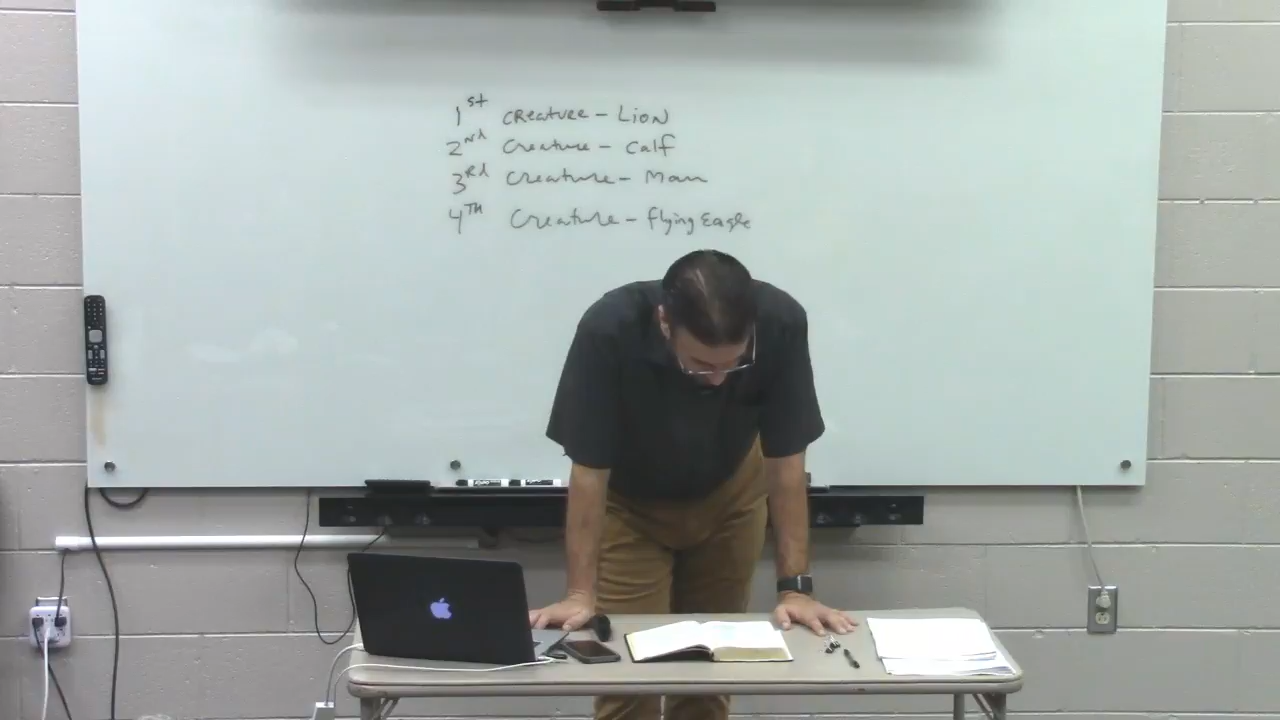 1st Creature - Lion
2nd Creature - Calf
3rd Creature - Man
4TH Creature - flying Eagle